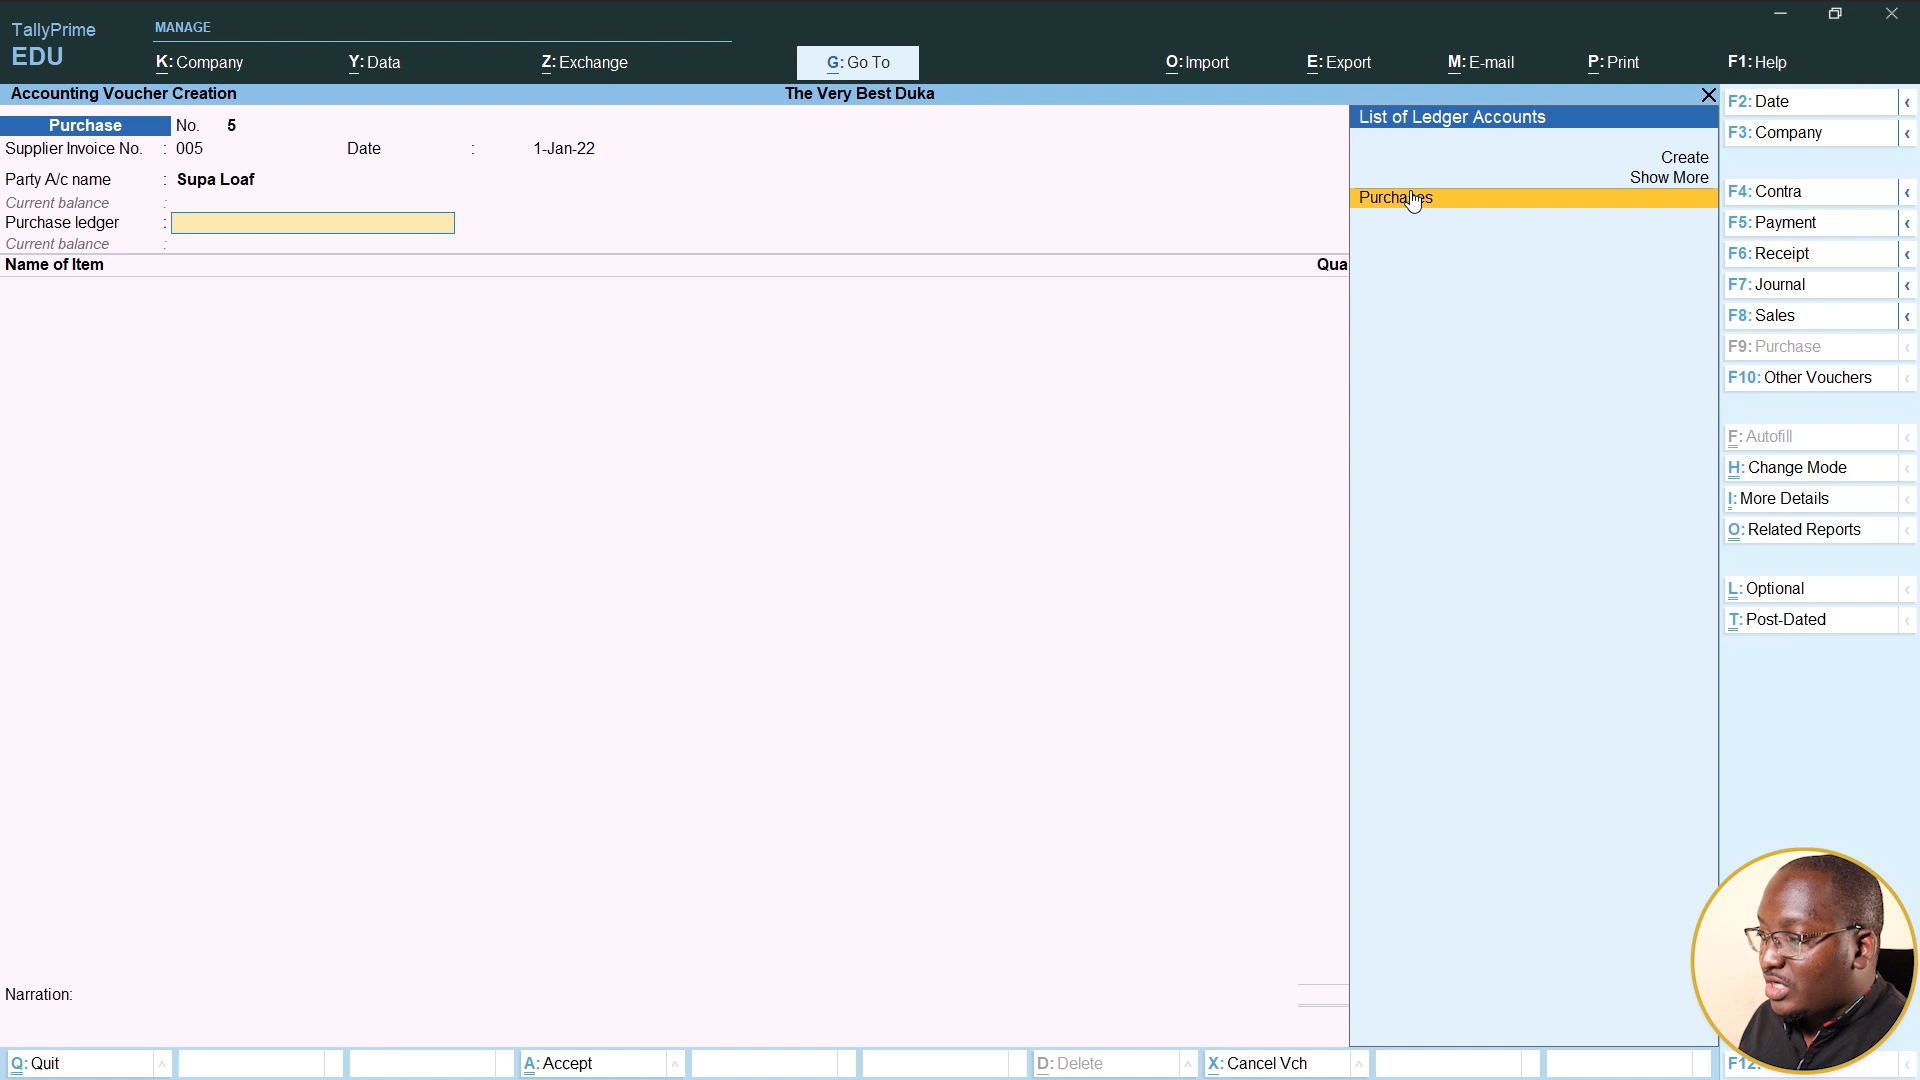 TallyPrime
EDU
MANAGE
K: Company
Y: Data
Z: Exchange
G: Go To
O: Import
E: Export
M: E-mail
P: Print
F1: Help
Accounting Voucher Creation
The Very Best Duka
Purchase No. 5
Supplier Invoice No. : 005 Date : 1-Jan-22
Party A/c name : Supa Loaf
Current balance :
Purchase ledger :
Current balance :
Name of Item
Qua
Narration:
List of Ledger Accounts
Create
Show More
Purchases
F2: Date
F3: Company
F4: Contra
F5: Payment
F6: Receipt
F7: Journal
F8: Sales
F9: Purchase
F10: Other Vouchers
F: Autofill
H: Change Mode
I: More Details
O: Related Reports
L: Optional
T: Post-Dated
Q: Quit
A: Accept
D: Delete
X: Cancel Vch
F12: